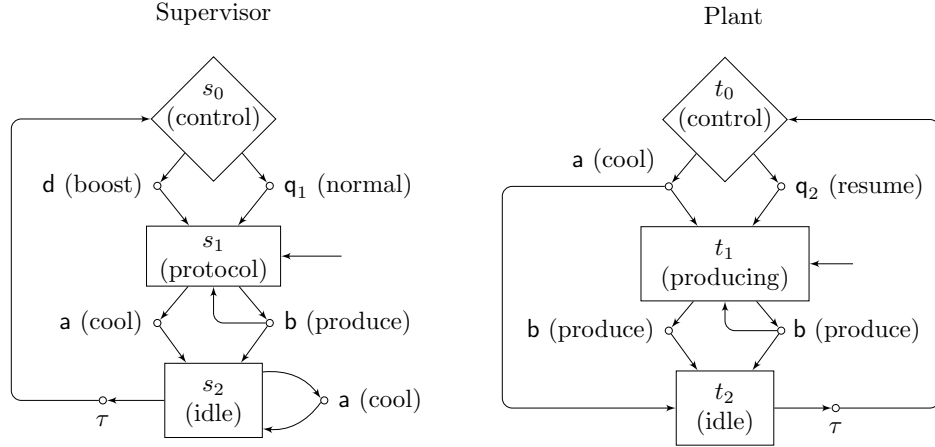 Supervisor
s₀
(control)
d (boost)
q₁ (normal)
s₁
(protocol)
a (cool)
b (produce)
s₂
(idle)
a (cool)
τ
Plant
t₀
(control)
a (cool)
q₂ (resume)
t₁
(producing)
b (produce)
b (produce)
t₂
(idle)
τ